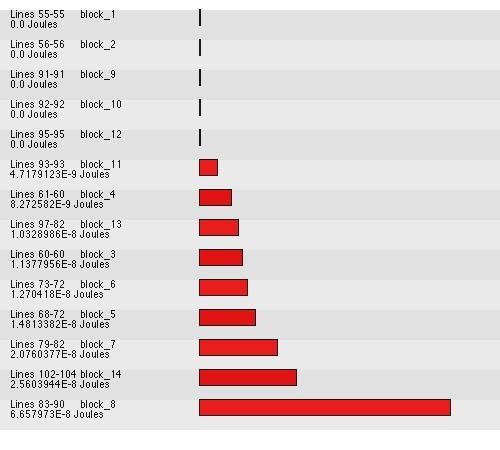 Lines 55-55 block_1
0.0 Joules
Lines 56-56 block_2
0.0 Joules
Lines 91-91 block_9
0.0 Joules
Lines 92-92 block_10
0.0 Joules
Lines 95-95 block_12
0.0 Joules
Lines 93-93 block_11
4.7179123E-9 Joules
Lines 61-60 block_4
8.272582E-9 Joules
Lines 97-82 block_13
1.0328986E-8 Joules
Lines 60-60 block_3
1.1377956E-8 Joules
Lines 73-72 block_6
1.270418E-8 Joules
Lines 68-72 block_5
1.4813382E-8 Joules
Lines 79-82 block_7
2.0760377E-8 Joules
Lines 102-104 block_14
2.5603944E-8 Joules
Lines 83-90 block_8
6.657973E-8 Joules